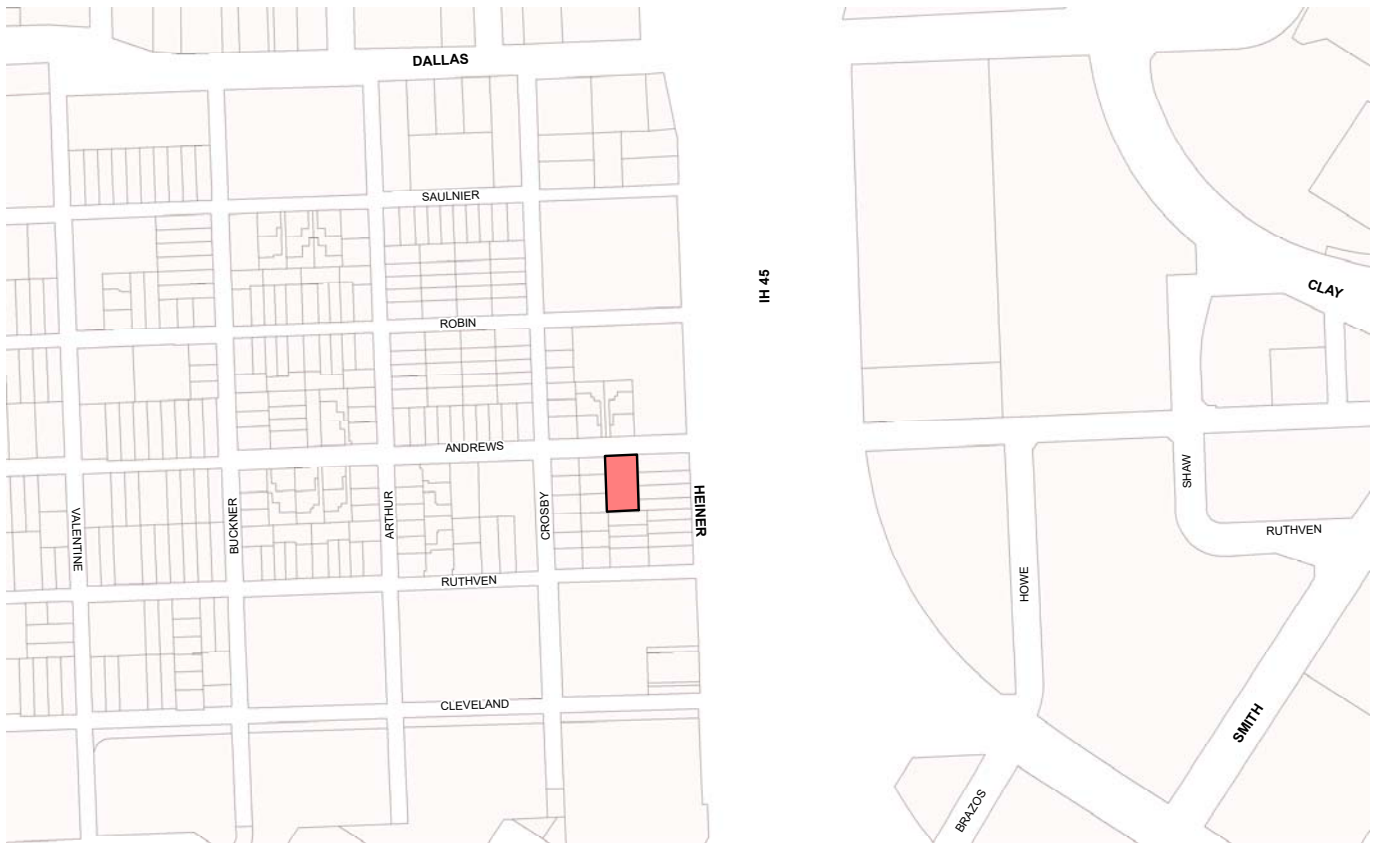 DALLAS
SAULNIER
IH 45
CLAY
ROBIN
ANDREWS
VALENTINE
BUCKNER
ARTHUR
CROSBY
HEINER
SHAW
RUTHVEN
RUTHVEN
HOWE
CLEVELAND
SMITH
BRAZOS